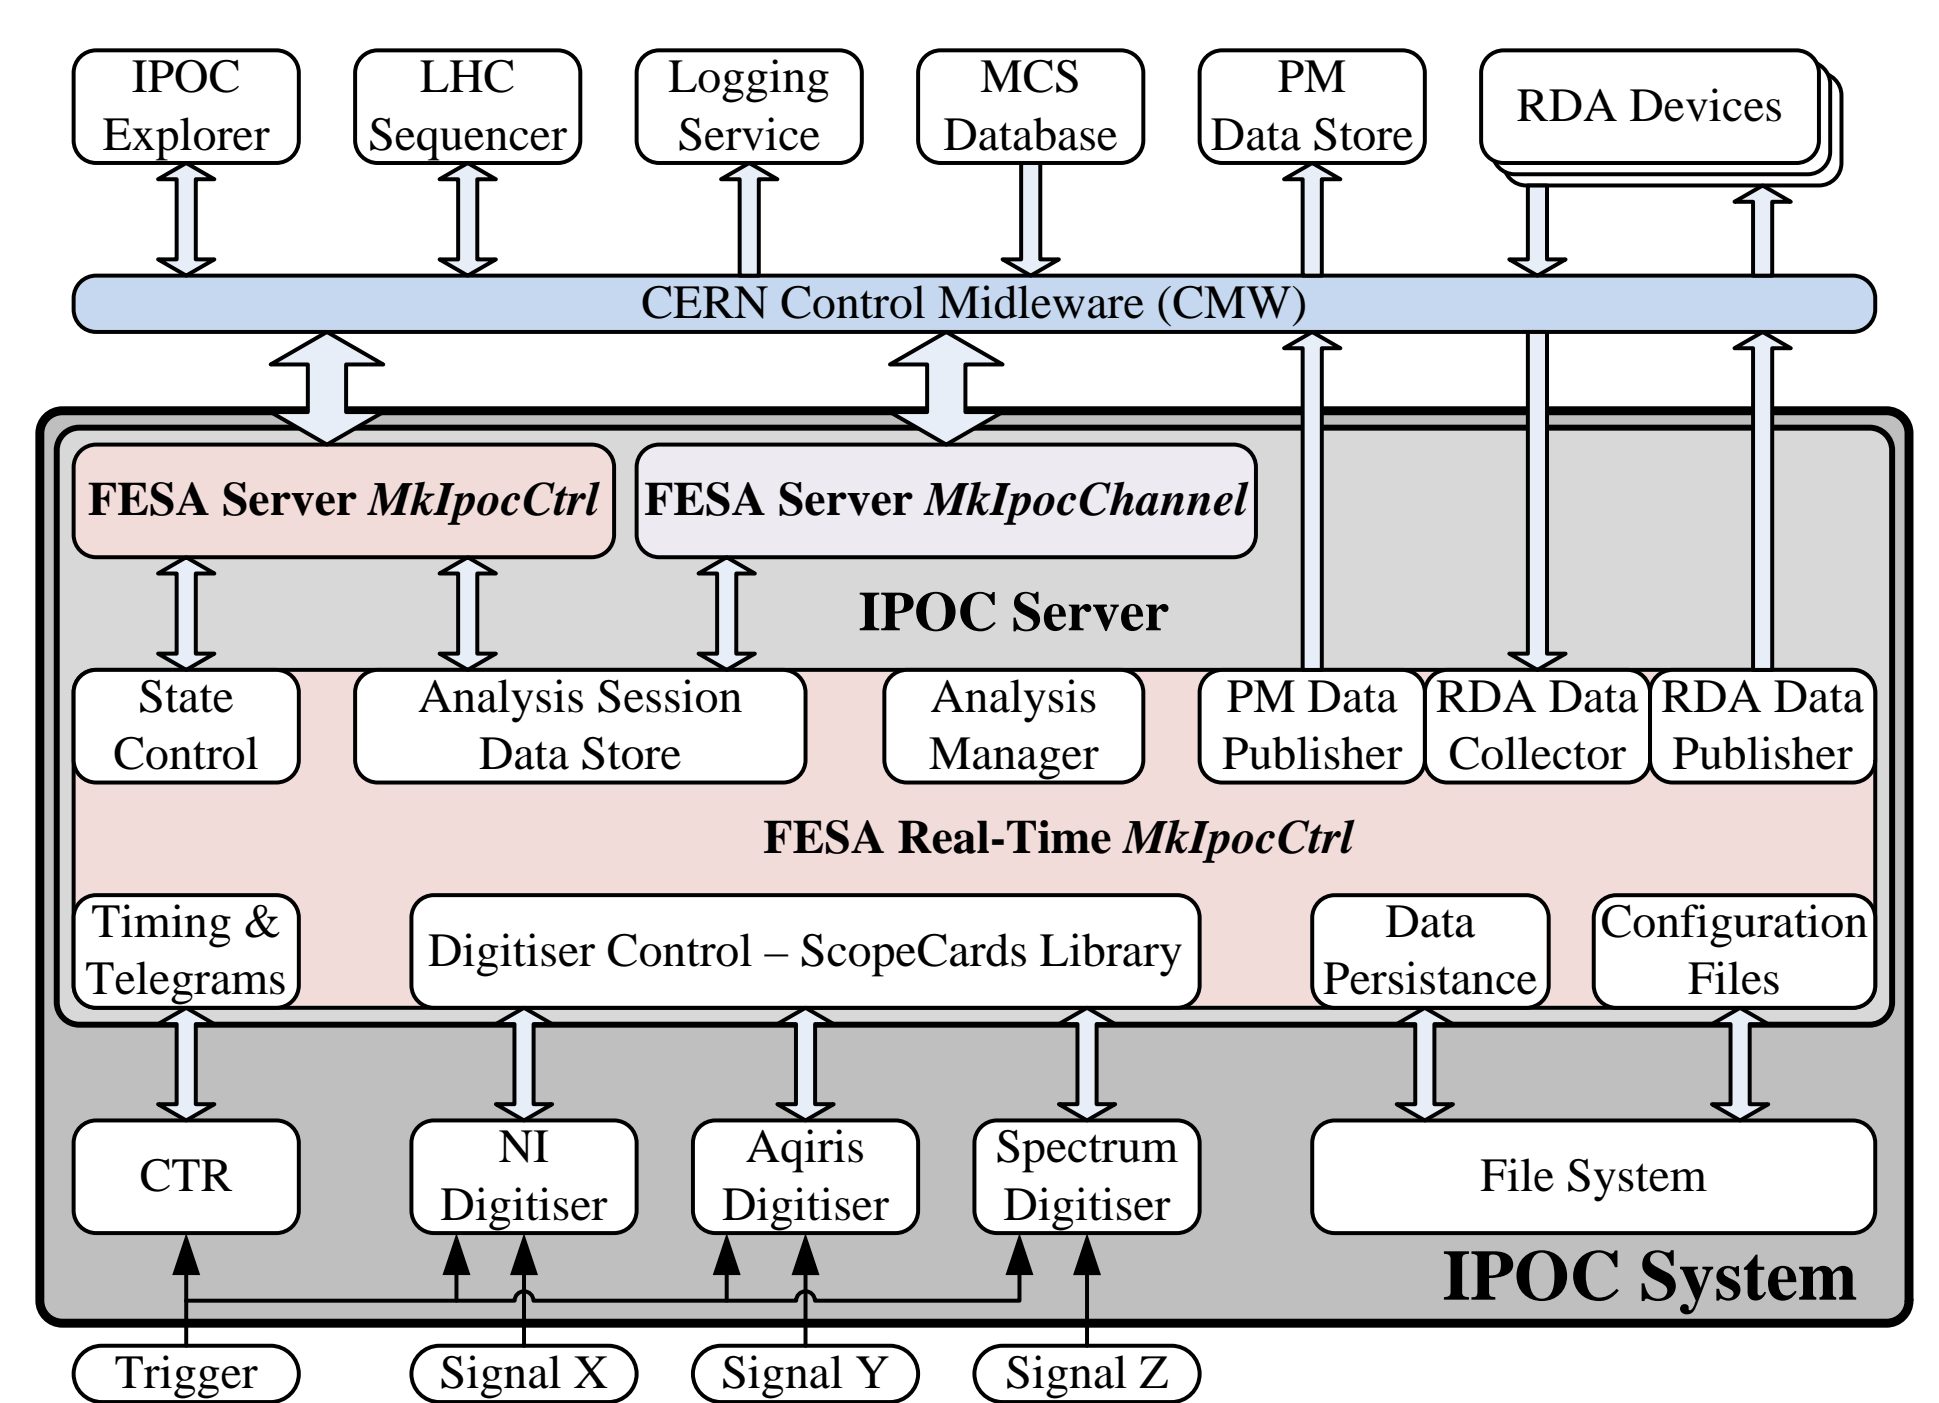 IPOC
Explorer
LHC
Sequencer
Logging
Service
MCS
Database
PM
Data Store
RDA Devices
CERN Control Midleware (CMW)
FESA Server MkIpocCtrl
FESA Server MkIpocChannel
IPOC Server
State
Control
Analysis Session
Data Store
Analysis
Manager
PM Data
Publisher
RDA Data
Collector
RDA Data
Publisher
FESA Real-Time MkIpocCtrl
Timing &
Telegrams
Digitiser Control – ScopeCards Library
Data
Persistance
Configuration
Files
CTR
NI
Digitiser
Aqiris
Digitiser
Spectrum
Digitiser
File System
IPOC System
Trigger
Signal X
Signal Y
Signal Z